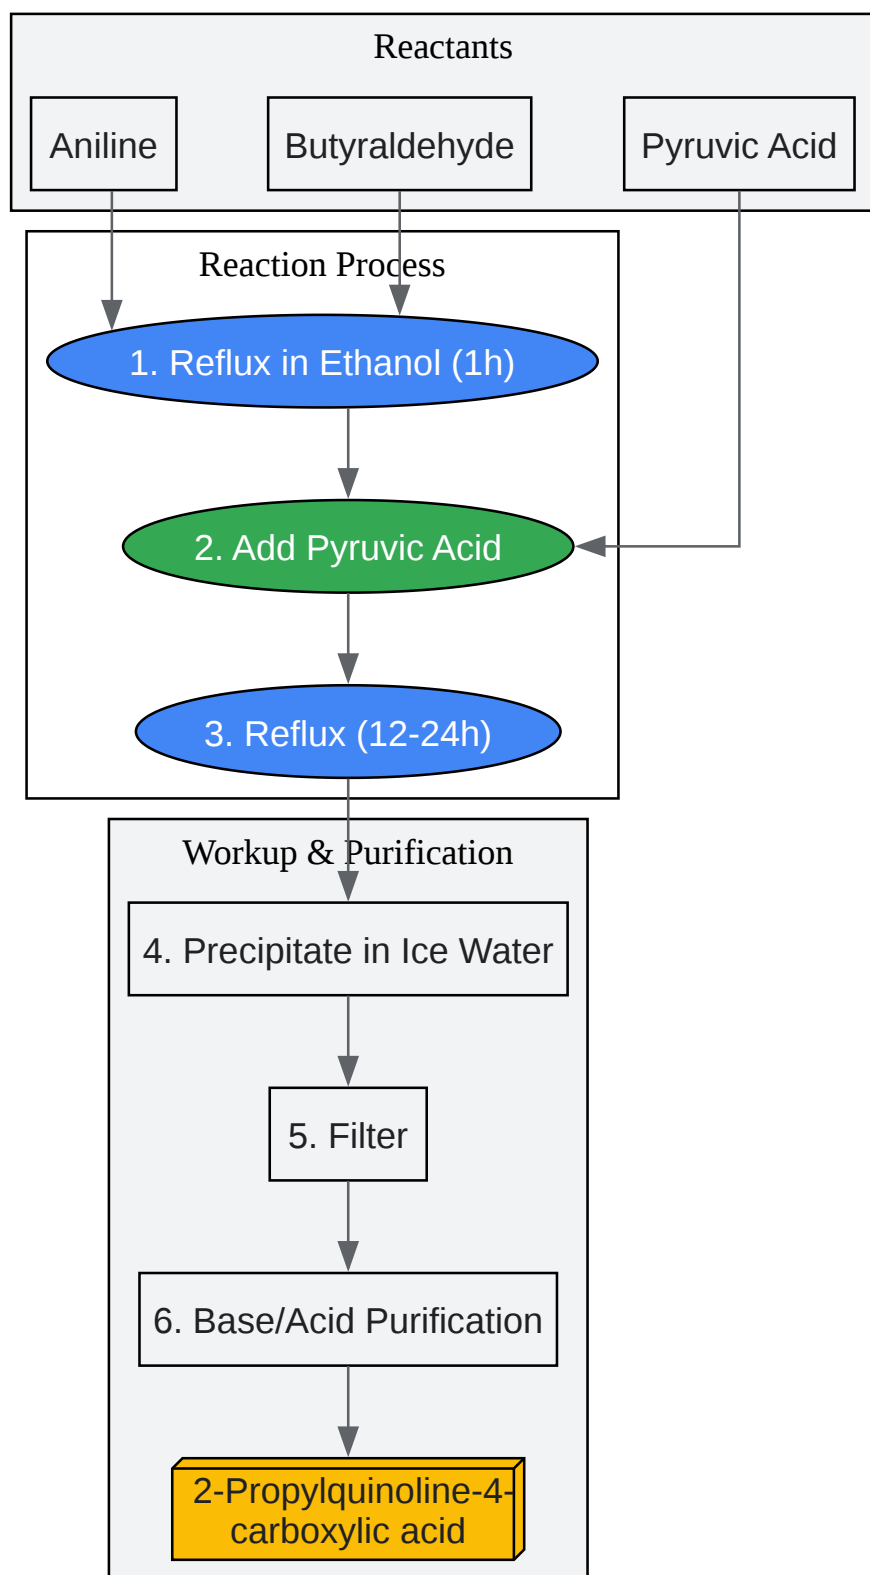 Reactants
Aniline
Butyraldehyde
Pyruvic Acid
Reaction Process
1. Reflux in Ethanol (1h)
2. Add Pyruvic Acid
3. Reflux (12-24h)
Workup & Purification
4. Precipitate in Ice Water
5. Filter
6. Base/Acid Purification
2-Propylquinoline-4-
carboxylic acid